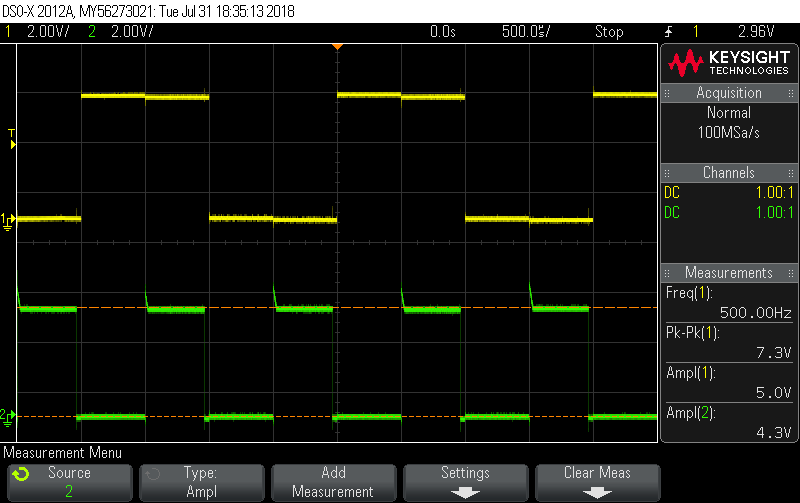 DSO-X 2012A, MY56273021: Tue Jul 31 18:35:13 2018
1 2.00V/ 2 2.00V/ 0.0s 500.0㎲/ Stop 1 2.96V
KEYSIGHT
TECHNOLOGIES
Acquisition
Normal
100MSa/s
Channels
DC 1.00:1
DC 1.00:1
Measurements
Freq(1):
500.00Hz
Pk-Pk(1):
7.3V
Ampl(1):
5.0V
Ampl(2):
4.3V
T
1
2
Measurement Menu
Source
2
Type:
Ampl
Add
Measurement
Settings
Clear Meas